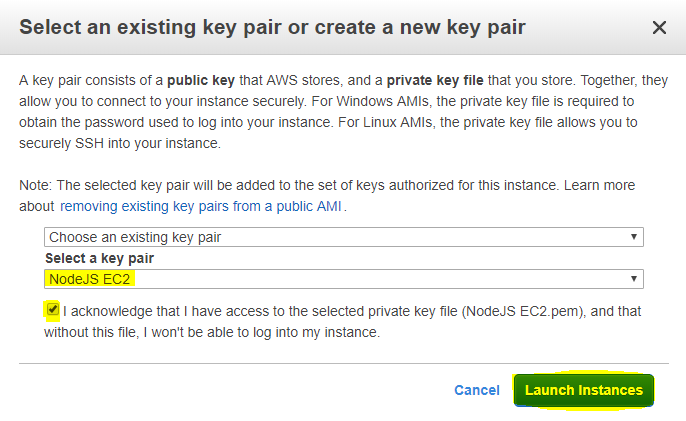 Select an existing key pair or create a new key pair
A key pair consists of a public key that AWS stores, and a private key file that you store. Together, they
allow you to connect to your instance securely. For Windows AMIs, the private key file is required to
obtain the password used to log into your instance. For Linux AMIs, the private key file allows you to
securely SSH into your instance.
Note: The selected key pair will be added to the set of keys authorized for this instance. Learn more
about removing existing key pairs from a public AMI.
Choose an existing key pair
Select a key pair
NodeJS EC2
I acknowledge that I have access to the selected private key file (NodeJS EC2.pem), and that
without this file, I won't be able to log into my instance.
Cancel Launch Instances